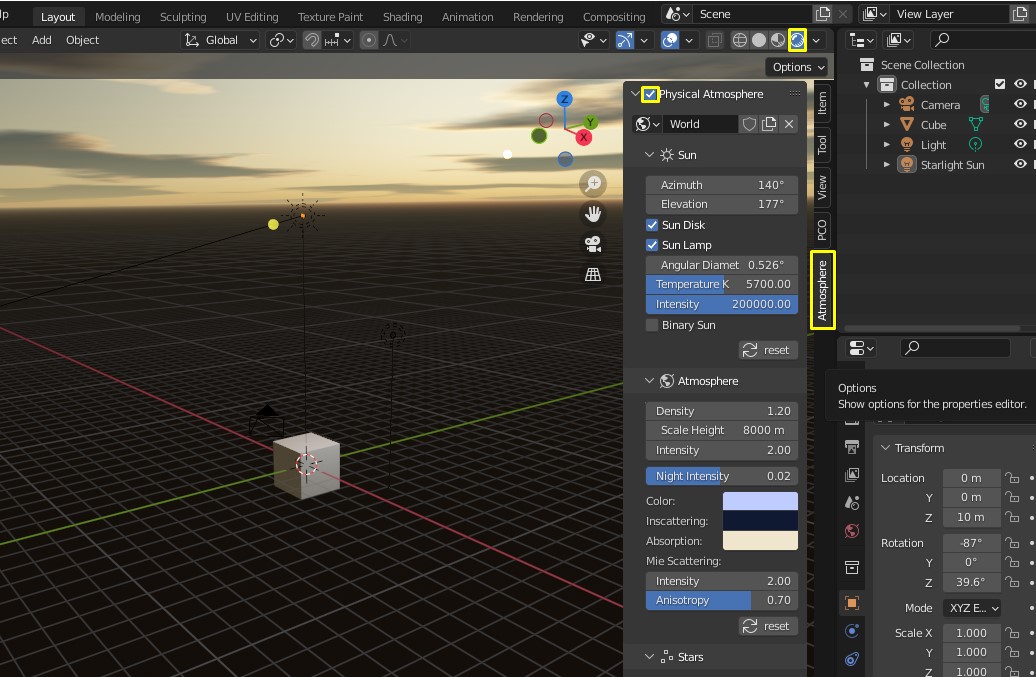 lp Layout Modeling Sculpting UV Editing Texture Paint Shading Animation Rendering Compositing Scene View Layer
ect Add Object Global
Options
Physical Atmosphere
World
Sun
Azimuth 140°
Elevation 177°
Sun Disk
Sun Lamp
Angular Diamet 0.526°
Temperature K 5700.00
Intensity 200000.00
Binary Sun
reset
Atmosphere
Density 1.20
Scale Height 8000 m
Intensity 2.00
Night Intensity 0.02
Color:
Inscattering:
Absorption:
Mie Scattering:
Intensity 2.00
Anisotropy 0.70
reset
Stars
Z
Y
X
Item
Tool
View
PCO
Atmosphere
Scene Collection
Collection
Camera
Cube
Light
Starlight Sun
Options
Show options for the properties editor.
Transform
Location 0 m
Y 0 m
Z 10 m
Rotation -87°
Y 0°
Z 39.6°
Mode XYZ E...
Scale X 1.000
Y 1.000
Z 1.000